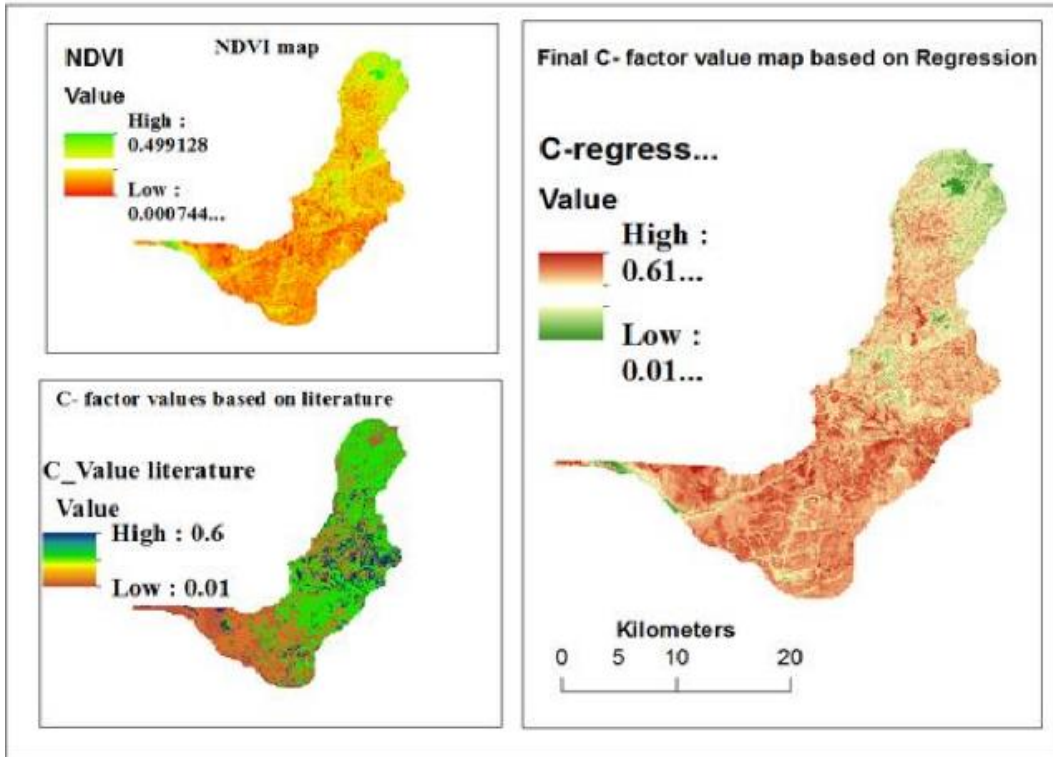 NDVI map
NDVI
Value
High :
0.499128
Low :
0.000744...
C- factor values based on literature
C_Value literature
Value
High : 0.6
Low : 0.01
Final C- factor value map based on Regression
C-regress...
Value
High :
0.61...
Low :
0.01...
Kilometers
0 5 10 20